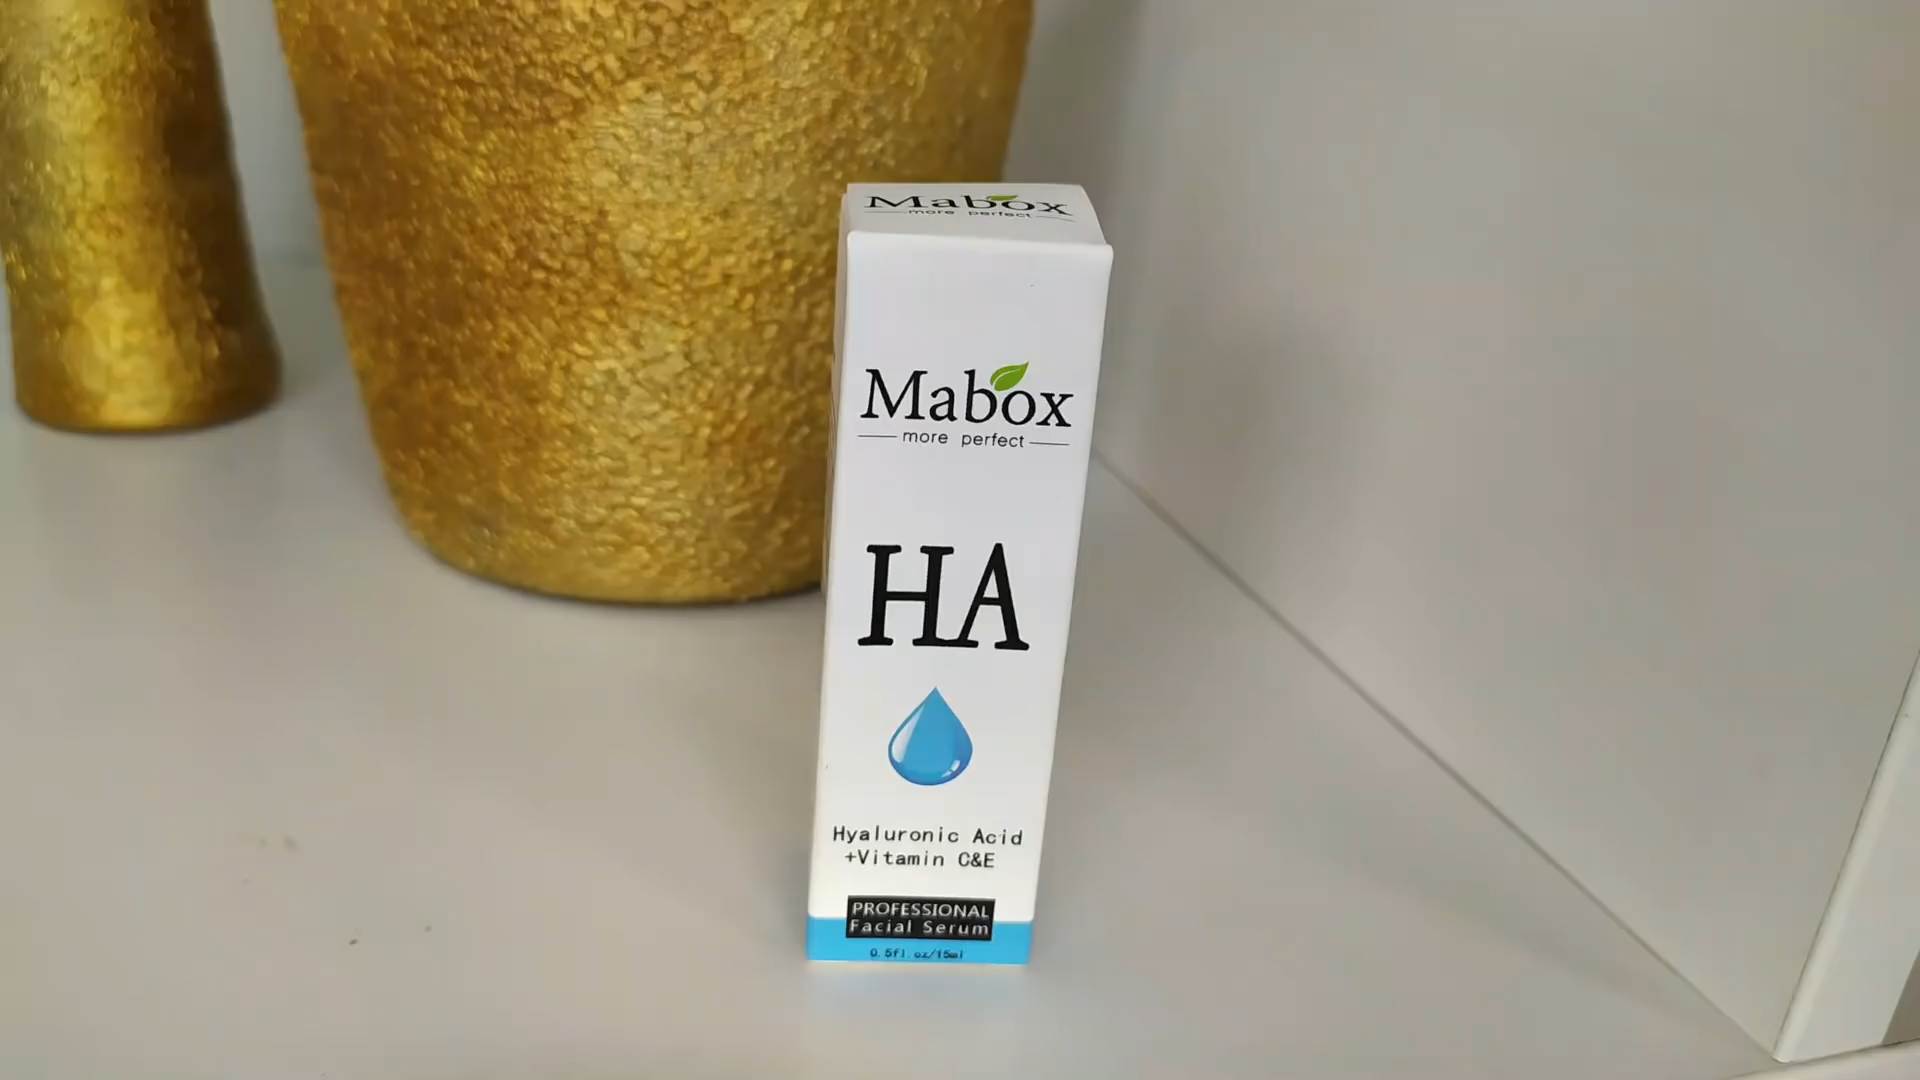 Mabox
more perfect
Mabox
more perfect
HA
Hyaluronic Acid
+Vitamin C&E
PROFESSIONAL
Facial Serum
0.5fl.oz/15ml